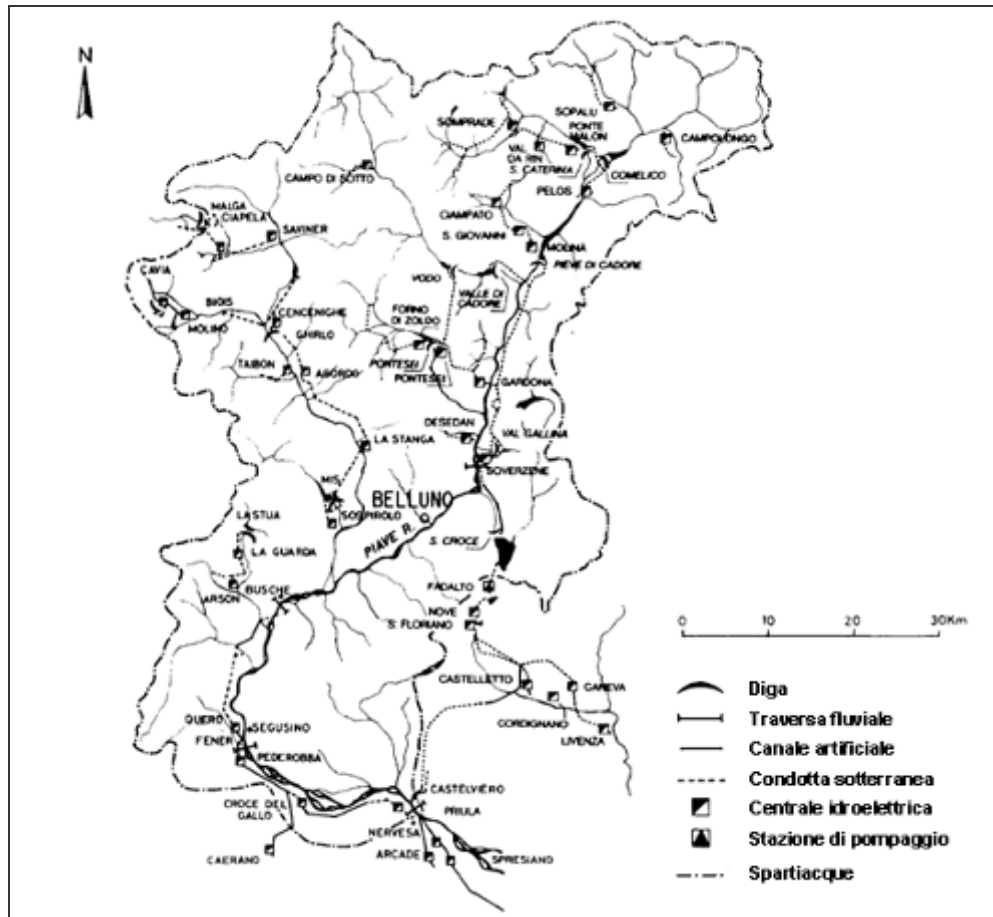 N
SOPALU
SOMPRADE
PONTE
MALON
CAMPOLONGO
VAL
DA RIN
S. CATERINA
COMELICO
CAMPO DI SOTTO
PELOS
MALGA
CIAPELA
CIAMPATO
SAVINER
S. GIOVANNI
MOLINA
PIEVE DI CADORE
CAVIA
VODO
VALLE DI
CADORE
BIOIS
FORNO
DI ZOLDO
CENCENIGHE
MOLINO
GHIRLO
TAIBON
AGORDO
PONTESEI
PONTESEI
GARDONA
DESEDAN
VAL GALLINA
LA STANGA
SOVERZENE
MIS
BELLUNO
LA STUA
SOSPIROLO
PIAVE R.
S. CROCE
LA GUARDA
BUSCHE
FADALTO
ARSON
NOVE
S. FLORIANO
0 10 20 30Km
CASTELLETTO
CANEVA
Diga
CORDIGNANO
QUERO
SEGUSINO
LIVENZA
Traversa fluviale
FENER
PEDEROBBA
Canale artificiale
Condotta sotterranea
CASTELVIERO
CROCE DEL
GALLO
PRIULA
Centrale idroelettrica
NERVESA
Stazione di pompaggio
CAERANO
ARCADE
SPRESIANO
Spartiacque